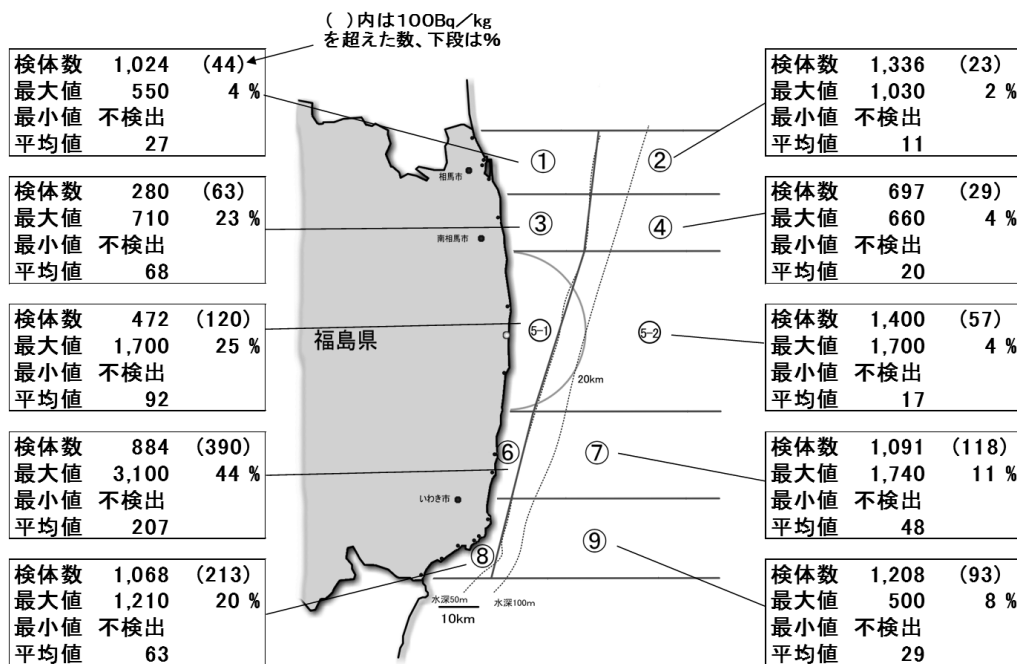 ( )内は100Bq/kg
を超えた数、下段は%
検体数 1,024 (44)
最大値 550 4 %
最小値 不検出
平均値 27
検体数 280 (63)
最大値 710 23 %
最小値 不検出
平均値 68
検体数 472 (120)
最大値 1,700 25 %
最小値 不検出
平均値 92
検体数 884 (390)
最大値 3,100 44 %
最小値 不検出
平均値 207
検体数 1,068 (213)
最大値 1,210 20 %
最小値 不検出
平均値 63
① ②
相馬市
③ ④
南相馬市
福島県
5-1 5-2
20km
⑥ ⑦
いわき市
⑧ ⑨
水深50m 水深100m
10km
検体数 1,336 (23)
最大値 1,030 2 %
最小値 不検出
平均値 11
検体数 697 (29)
最大値 660 4 %
最小値 不検出
平均値 20
検体数 1,400 (57)
最大値 1,700 4 %
最小値 不検出
平均値 17
検体数 1,091 (118)
最大値 1,740 11 %
最小値 不検出
平均値 48
検体数 1,208 (93)
最大値 500 8 %
最小値 不検出
平均値 29